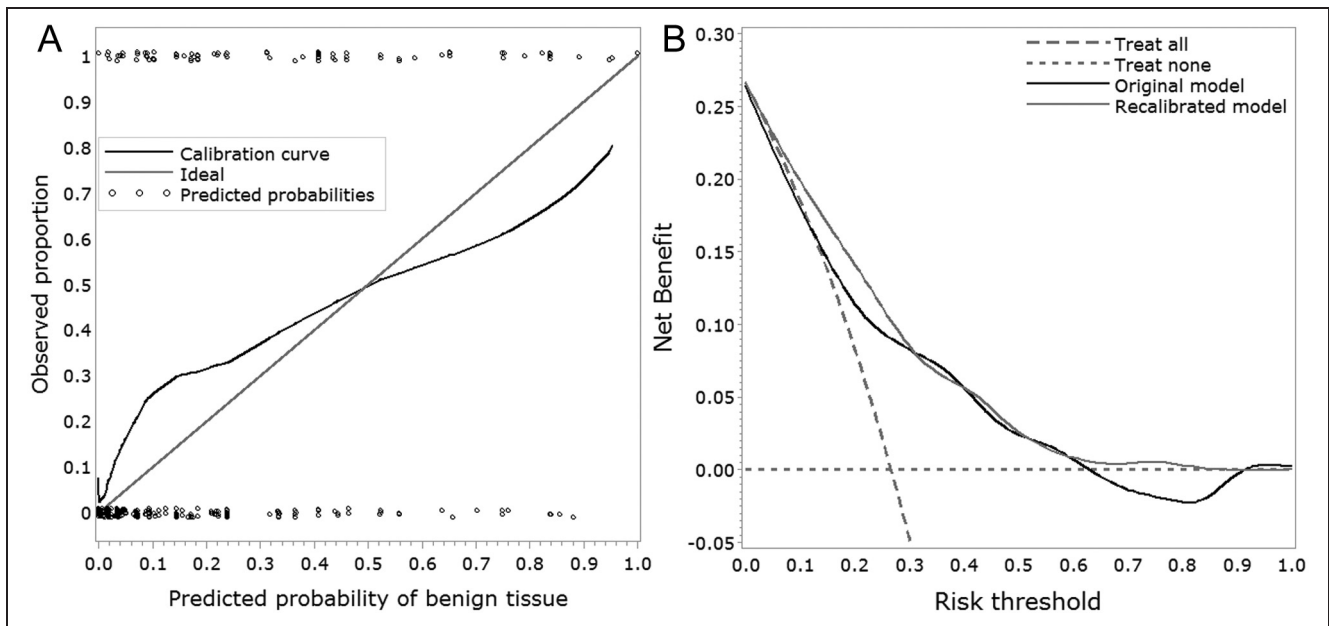 A
Observed proportion
1
0.9
0.8
0.7
0.6
0.5
0.4
0.3
0.2
0.1
0
Calibration curve
Ideal
Predicted probabilities
0.0 0.1 0.2 0.3 0.4 0.5 0.6 0.7 0.8 0.9 1.0
Predicted probability of benign tissue
B
Net Benefit
0.30
0.25
0.20
0.15
0.10
0.05
0.00
-0.05
Treat all
Treat none
Original model
Recalibrated model
0.0 0.1 0.2 0.3 0.4 0.5 0.6 0.7 0.8 0.9 1.0
Risk threshold